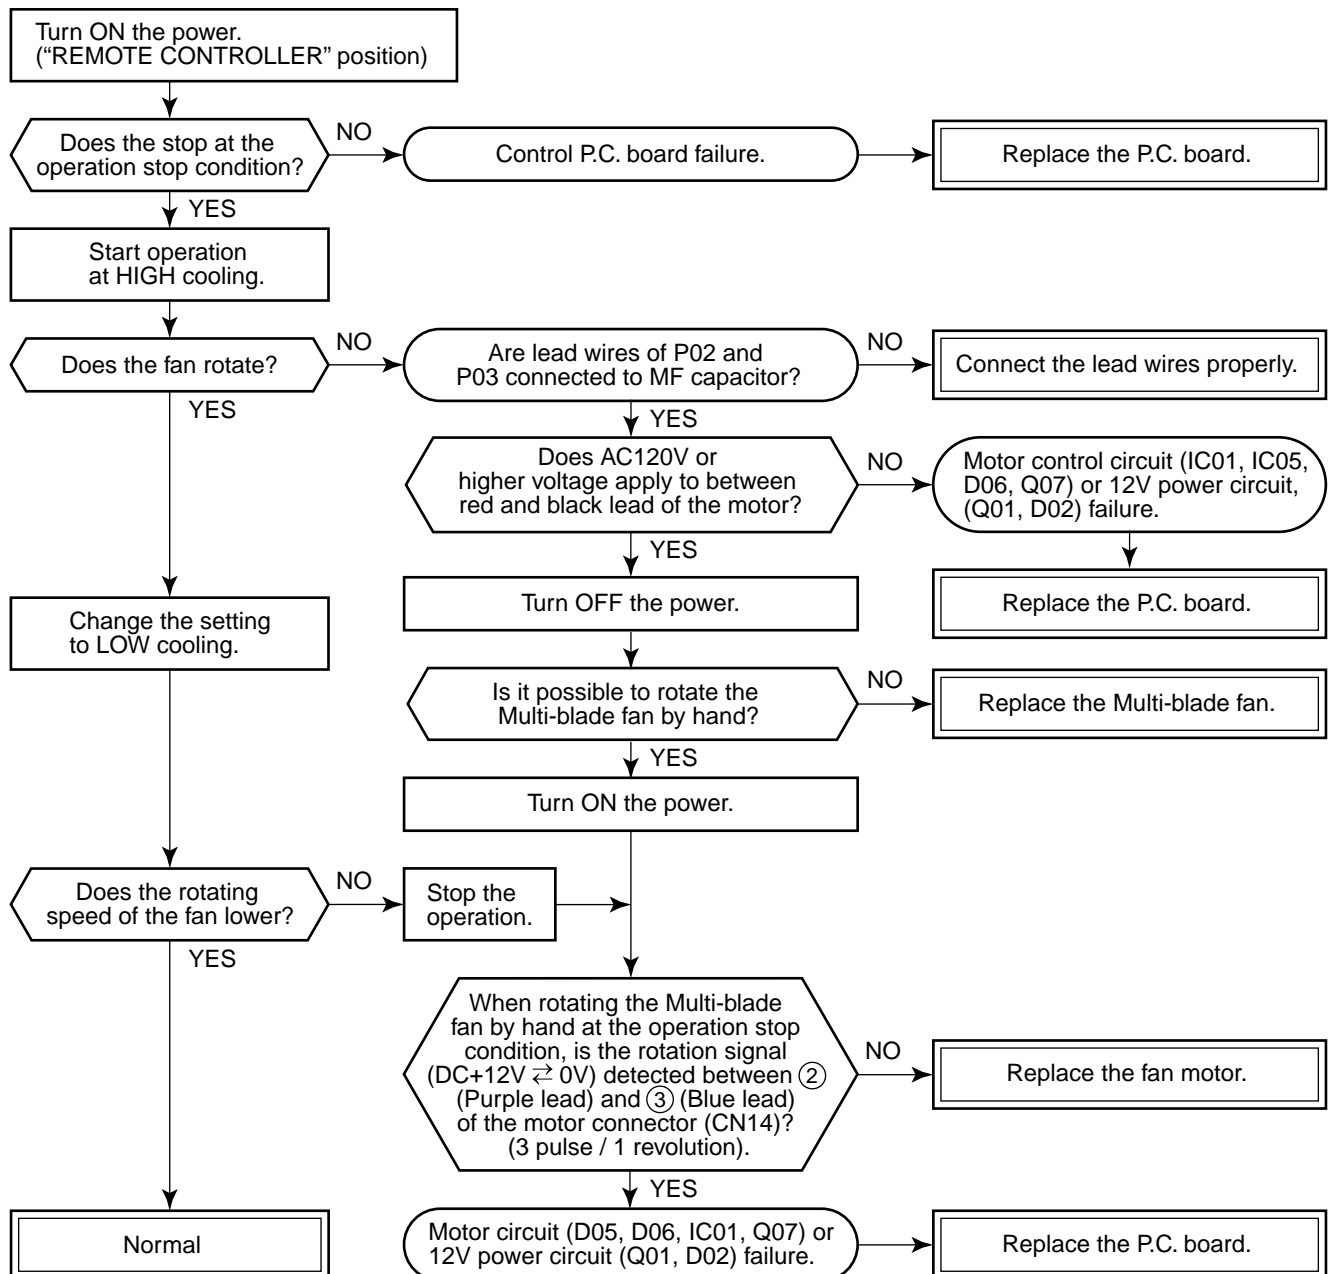 Turn ON the power.
(“REMOTE CONTROLLER” position)
Does the stop at the
operation stop condition?
NO
Control P.C. board failure.
Replace the P.C. board.
YES
Start operation
at HIGH cooling.
Does the fan rotate?
NO
Are lead wires of P02 and
P03 connected to MF capacitor?
NO
Connect the lead wires properly.
YES
YES
Does AC120V or
higher voltage apply to between
red and black lead of the motor?
NO
Motor control circuit (IC01, IC05,
D06, Q07) or 12V power circuit,
(Q01, D02) failure.
YES
Turn OFF the power.
Replace the P.C. board.
Change the setting
to LOW cooling.
Is it possible to rotate the
Multi-blade fan by hand?
NO
Replace the Multi-blade fan.
YES
Turn ON the power.
Does the rotating
speed of the fan lower?
NO
Stop the
operation.
YES
When rotating the Multi-blade
fan by hand at the operation stop
condition, is the rotation signal
(DC+12V ⇄ 0V) detected between ②
(Purple lead) and ③ (Blue lead)
of the motor connector (CN14)?
(3 pulse / 1 revolution).
NO
Replace the fan motor.
YES
Normal
Motor circuit (D05, D06, IC01, Q07) or
12V power circuit (Q01, D02) failure.
Replace the P.C. board.